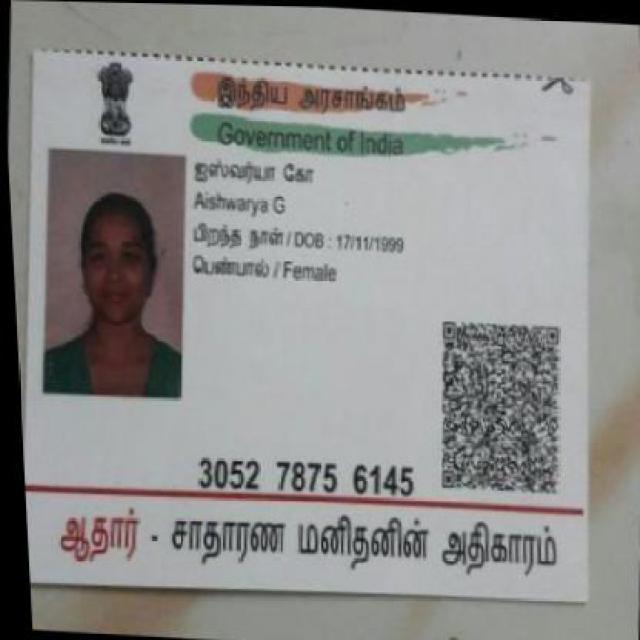 இந்திய அரசாங்கம்
Government of India
ஐஸ்வர்யா கோ
Aishwarya G
பிறந்த நாள் / DOB : 17/11/1999
பெண்பால் / Female
3052 7875 6145
ஆதார் - சாதாரண மனிதனின் அதிகாரம்